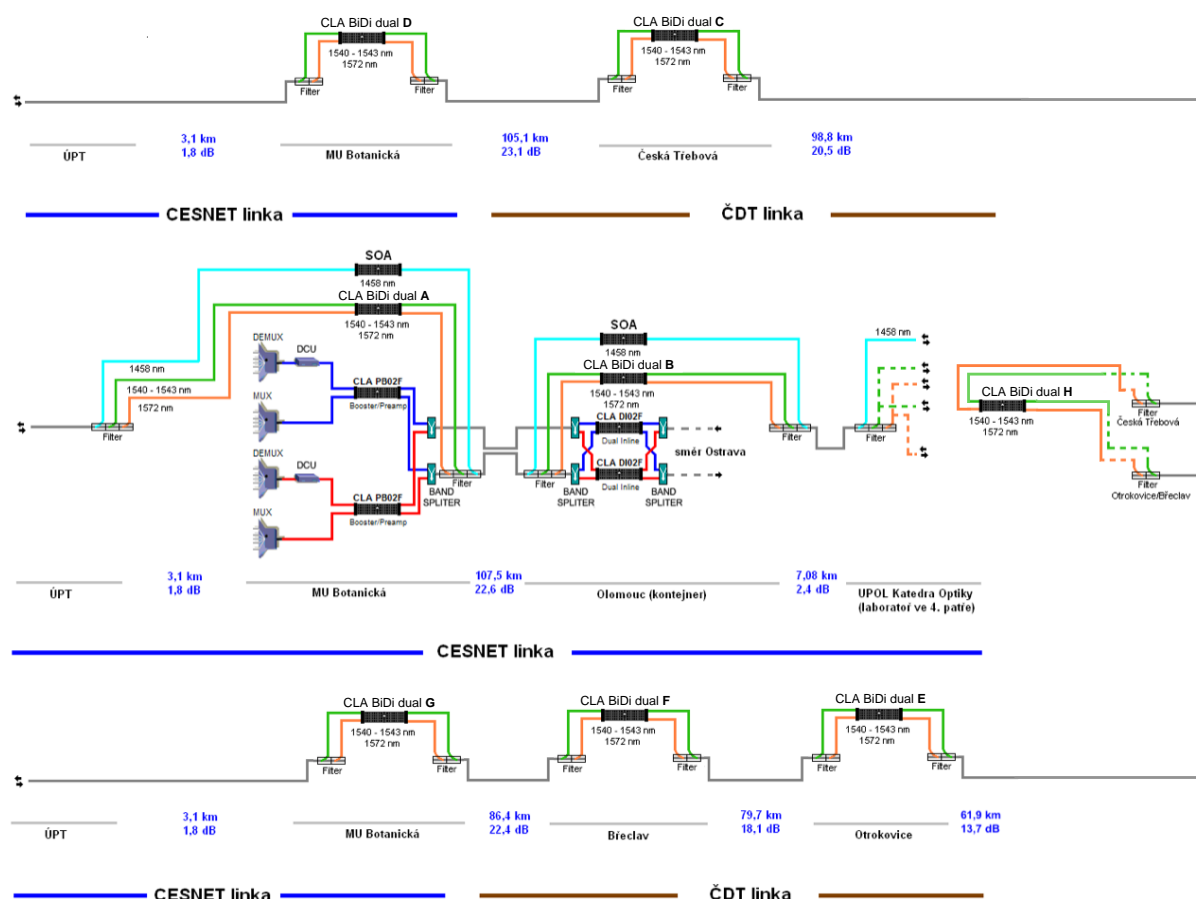 CLA BiDi dual D
1540 - 1543 nm
1572 nm
Filter
Filter
CLA BiDi dual C
1540 - 1543 nm
1572 nm
Filter
Filter
3,1 km
1,8 dB
105,1 km
23,1 dB
98,8 km
20,5 dB
ÚPT
MU Botanická
Česká Třebová
CESNET linka
ČDT linka
SOA
1458 nm
CLA BiDi dual A
1540 - 1543 nm
1572 nm
1458 nm
1540 - 1543 nm
1572 nm
Filter
DEMUX
DCU
MUX
CLA PB02F
Booster/Preamp
DEMUX
DCU
MUX
CLA PB02F
Booster/Preamp
BAND
SPLITER
Filter
SOA
1458 nm
CLA BiDi dual B
1540 - 1543 nm
1572 nm
Filter
CLA DI02F
Dual Inline
CLA DI02F
Dual Inline
BAND
SPLITER
BAND
SPLITER
směr Ostrava
Filter
1458 nm
Filter
CLA BiDi dual H
1540 - 1543 nm
1572 nm
Filter
Česká Třebová
Filter
Otrokovice/Břeclav
3,1 km
1,8 dB
107,5 km
22,6 dB
7,08 km
2,4 dB
ÚPT
MU Botanická
Olomouc (kontejner)
UPOL Katedra Optiky
(laboratoř ve 4. patře)
CESNET linka
CLA BiDi dual G
1540 - 1543 nm
1572 nm
Filter
Filter
CLA BiDi dual F
1540 - 1543 nm
1572 nm
Filter
Filter
CLA BiDi dual E
1540 - 1543 nm
1572 nm
Filter
Filter
3,1 km
1,8 dB
86,4 km
22,4 dB
79,7 km
18,1 dB
61,9 km
13,7 dB
ÚPT
MU Botanická
Břeclav
Otrokovice
CESNET linka
ČDT linka